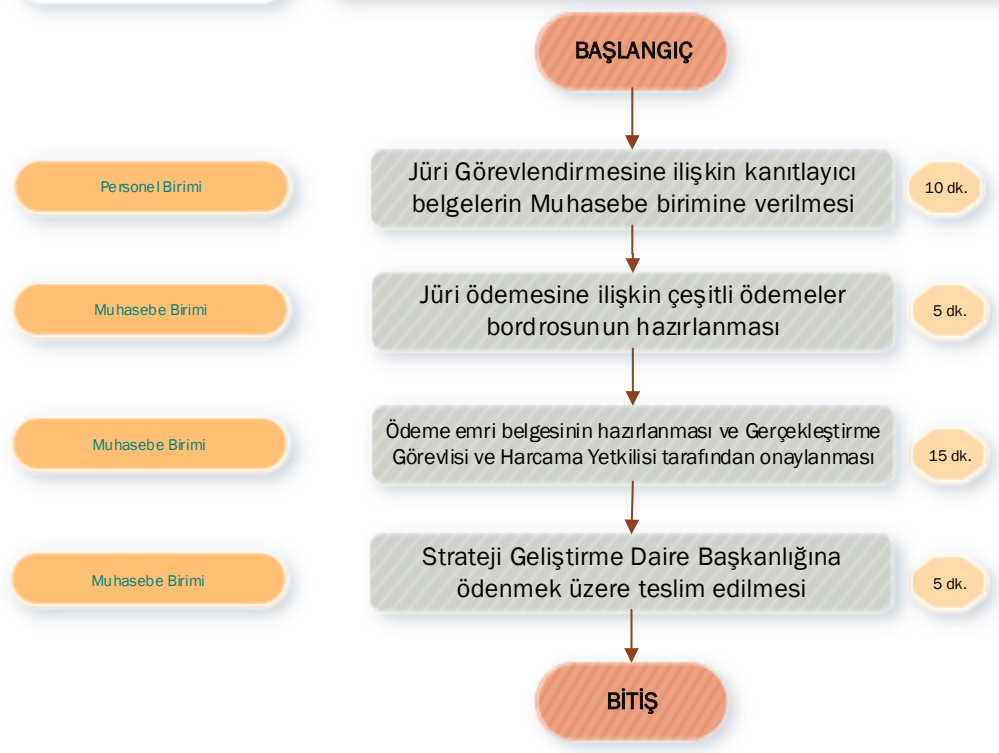 BAŞLANGIÇ
Personel Birimi
Jüri Görevlendirmesine ilişkin kanıtlayıcı
belgelerin Muhasebe birimine verilmesi
10 dk.
Muhasebe Birimi
Jüri ödemesine ilişkin çeşitli ödemeler
bordrosunun hazırlanması
5 dk.
Muhasebe Birimi
Ödeme emri belgesinin hazırlanması ve Gerçekleştirme
Görevlisi ve Harcama Yetkilisi tarafından onaylanması
15 dk.
Muhasebe Birimi
Strateji Geliştirme Daire Başkanlığına
ödenmek üzere teslim edilmesi
5 dk.
BİTİŞ